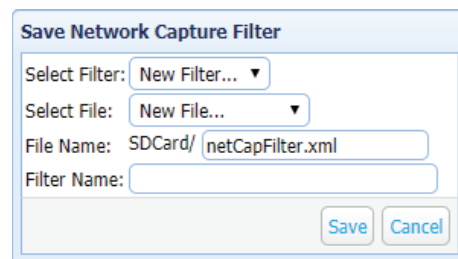 Save Network Capture Filter
Select Filter: New Filter...
Select File: New File...
File Name: SDCard/ netCapFilter.xml
Filter Name:
Save Cancel